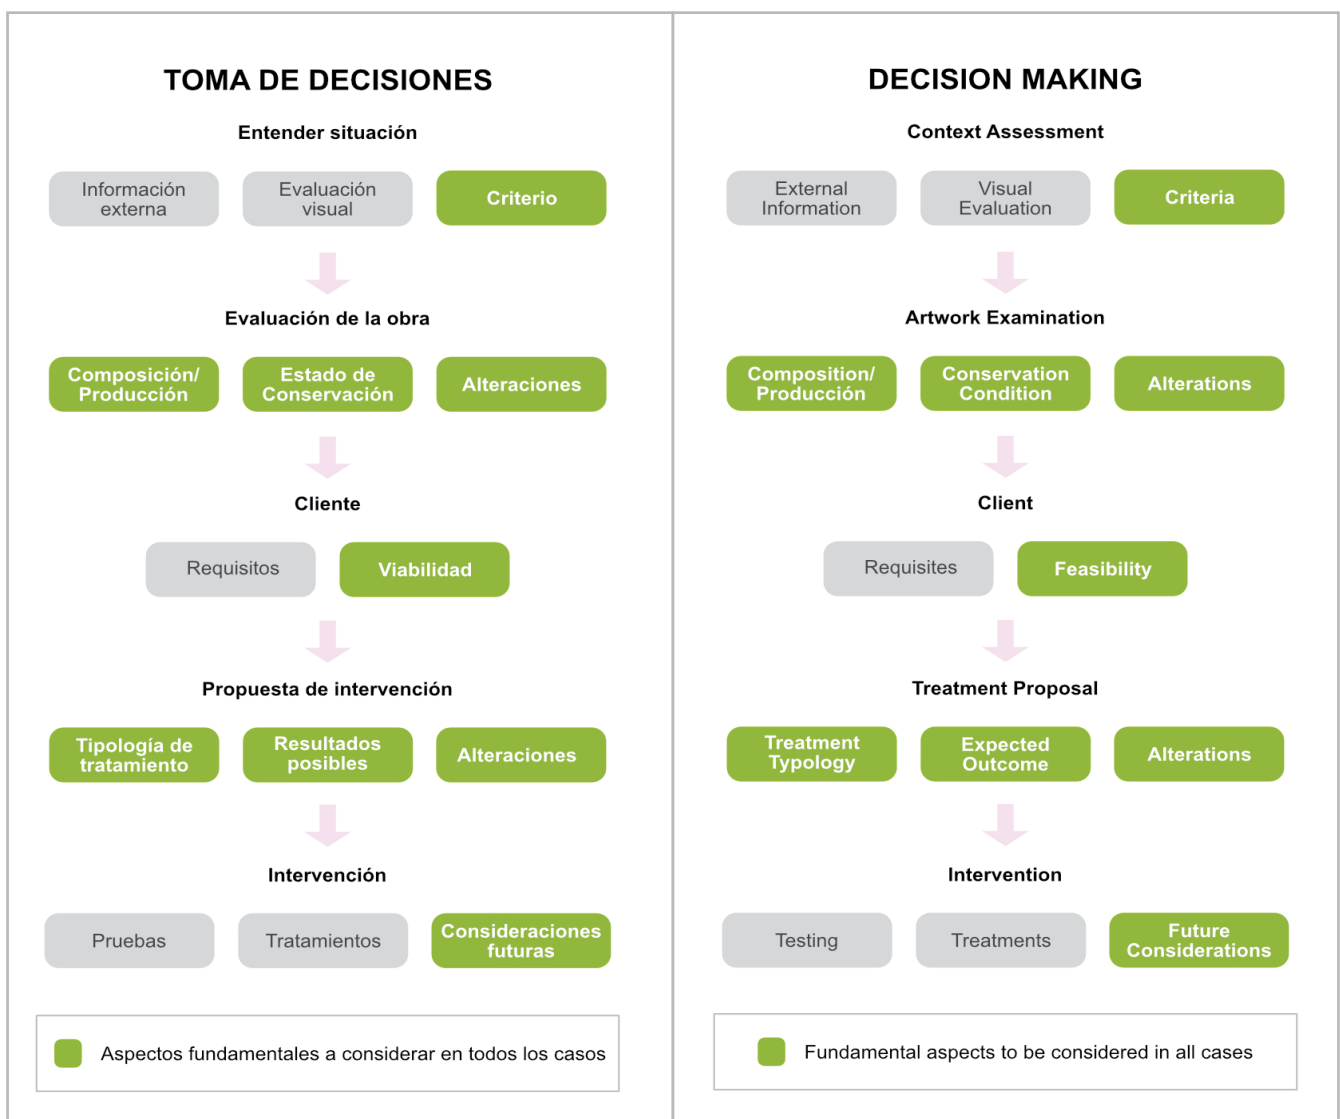 TOMA DE DECISIONES
Entender situación
Información
externa
Evaluación
visual
Criterio
Evaluación de la obra
Composición/
Producción
Estado de
Conservación
Alteraciones
Cliente
Requisitos
Viabilidad
Propuesta de intervención
Tipología de
tratamiento
Resultados
posibles
Alteraciones
Intervención
Pruebas
Tratamientos
Consideraciones
futuras
Aspectos fundamentales a considerar en todos los casos
DECISION MAKING
Context Assessment
External
Information
Visual
Evaluation
Criteria
Artwork Examination
Composition/
Producción
Conservation
Condition
Alterations
Client
Requisites
Feasibility
Treatment Proposal
Treatment
Typology
Expected
Outcome
Alterations
Intervention
Testing
Treatments
Future
Considerations
Fundamental aspects to be considered in all cases